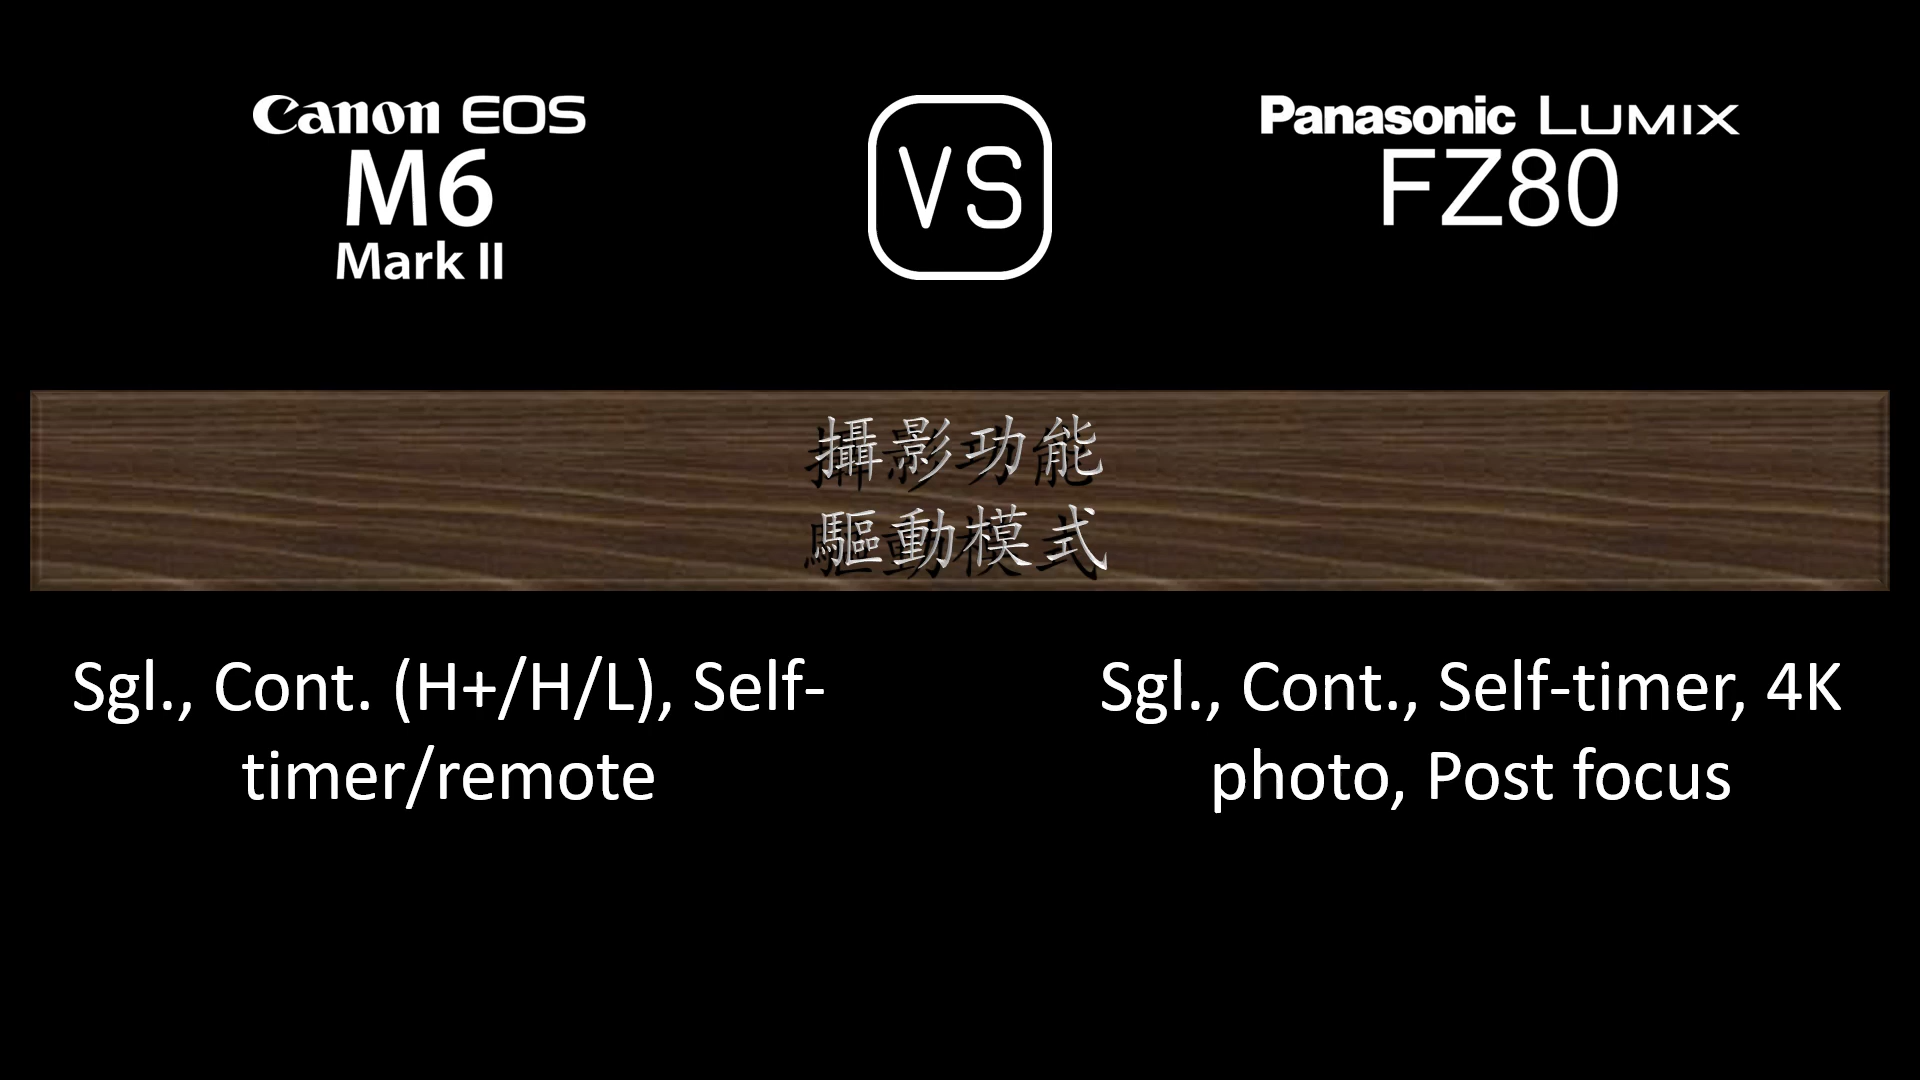 Canon EOS
M6
Mark II
VS
Panasonic LUMIX
FZ80
攝影功能
驅動模式
Sgl., Cont. (H+/H/L), Self-
timer/remote
Sgl., Cont., Self-timer, 4K
photo, Post focus